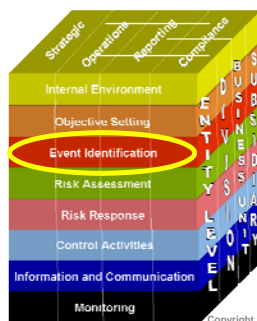 Strategic
Operations
Reporting
Compliance
Internal Environment
Objective Setting
Event Identification
Risk Assessment
Risk Response
Control Activities
Information and Communication
Monitoring
ENTITY LEVEL
DIVISION
BUSINESS UNIT
SUBSIDIARY
Copyright